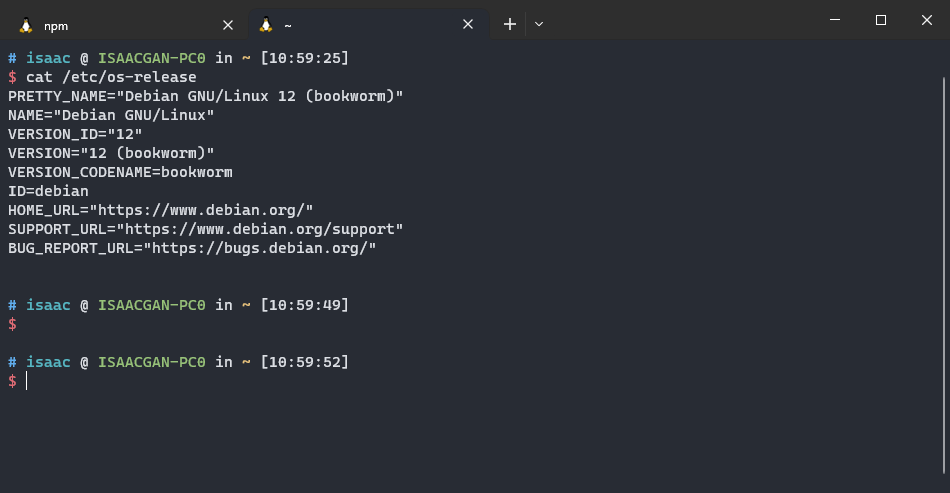 npm
~
# isaac @ ISAACGAN-PC0 in ~ [10:59:25]
$ cat /etc/os-release
PRETTY_NAME="Debian GNU/Linux 12 (bookworm)"
NAME="Debian GNU/Linux"
VERSION_ID="12"
VERSION="12 (bookworm)"
VERSION_CODENAME=bookworm
ID=debian
HOME_URL="https://www.debian.org/"
SUPPORT_URL="https://www.debian.org/support"
BUG_REPORT_URL="https://bugs.debian.org/"
# isaac @ ISAACGAN-PC0 in ~ [10:59:49]
$
# isaac @ ISAACGAN-PC0 in ~ [10:59:52]
$